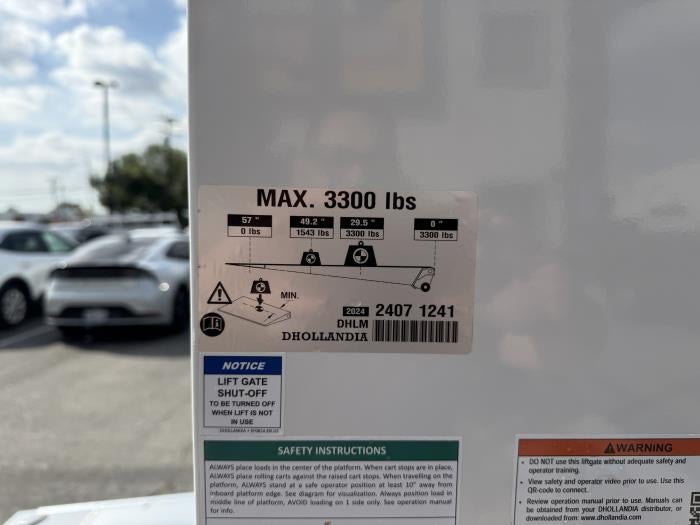 MAX. 3300 lbs
57 " 49.2 " 29.5 " 0 "
0 lbs 1543 lbs 3300 lbs 3300 lbs
MIN.
2024 2407 1241
DHLM
DHOLLANDIA
NOTICE
LIFT GATE
SHUT-OFF
TO BE TURNED OFF
WHEN LIFT IS NOT
IN USE
SAFETY INSTRUCTIONS
ALWAYS place loads in the center of the platform. When cart stops are in place,
ALWAYS place rolling carts against the raised cart stops. When travelling on the
platform, ALWAYS stand at a safe operator position at least 10" away from
inboard platform edge. See diagram for visualization. Always position load in
middle line of platform, AVOID loading on 1 side only. See operation manual
for info.
WARNING
• DO NOT use this liftgate without adequate safety and
operator training.
• View safety and operator video prior to use. Use this
QR-code to connect.
• Review operation manual prior to use. Manuals can
be obtained from your DHOLLANDIA distributor, or
downloaded from: www.dhollandia.com